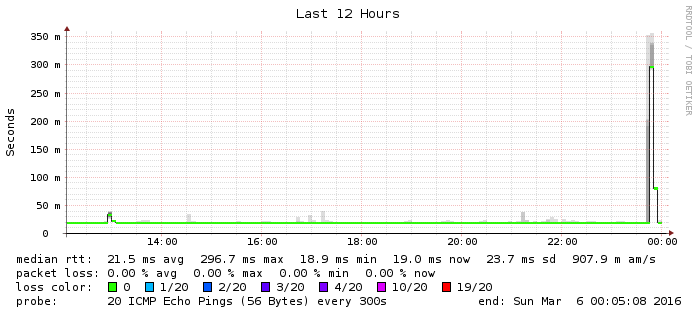 Last 12 Hours
RRDTOOL / TOBI OETIKER
Seconds
350 m
300 m
250 m
200 m
150 m
100 m
50 m
0
14:00 16:00 18:00 20:00 22:00 00:00
median rtt: 21.5 ms avg 296.7 ms max 18.9 ms min 19.0 ms now 23.7 ms sd 907.9 m am/s
packet loss: 0.00 % avg 0.00 % max 0.00 % min 0.00 % now
loss color: 0 1/20 2/20 3/20 4/20 10/20 19/20
probe: 20 ICMP Echo Pings (56 Bytes) every 300s end: Sun Mar 6 00:05:08 2016